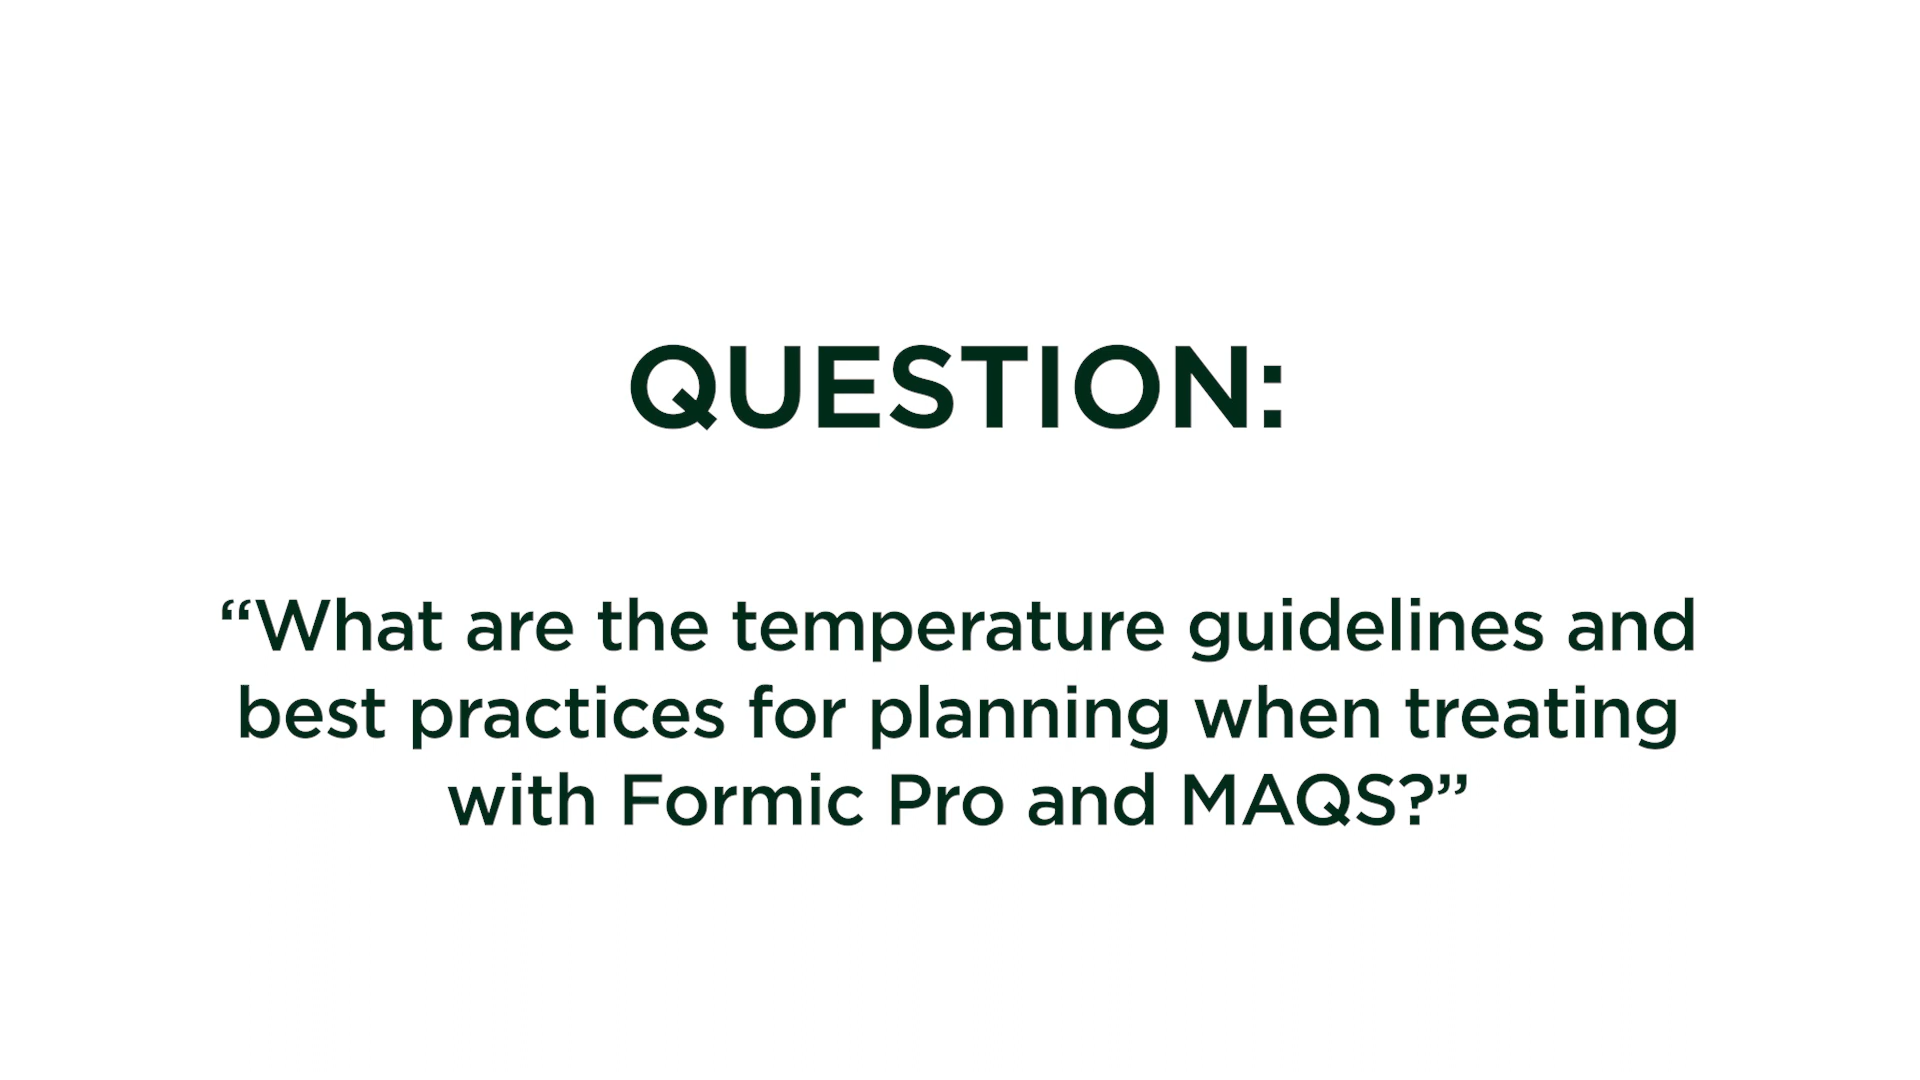 QUESTION:
“What are the temperature guidelines and
best practices for planning when treating
with Formic Pro and MAQS?”